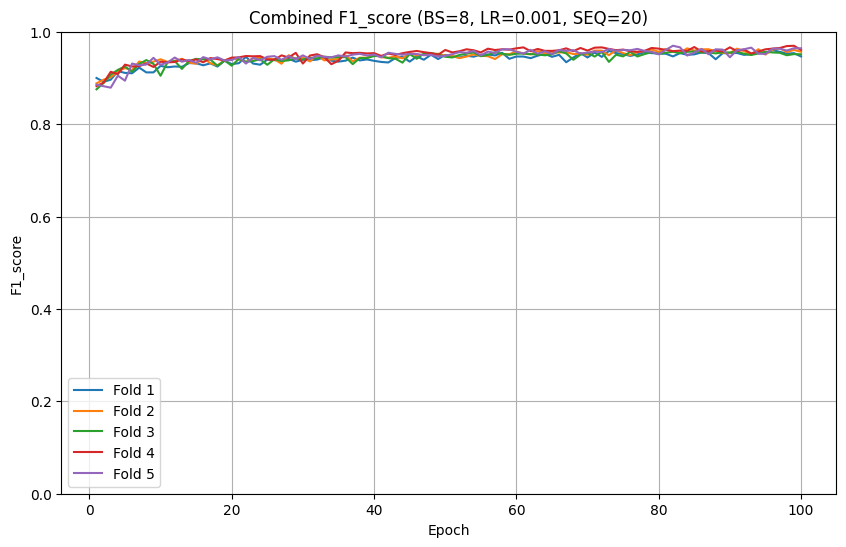 Combined F1_score (BS=8, LR=0.001, SEQ=20)
F1_score
1.0
0.8
0.6
0.4
0.2
0.0
Fold 1
Fold 2
Fold 3
Fold 4
Fold 5
0 20 40 60 80 100
Epoch